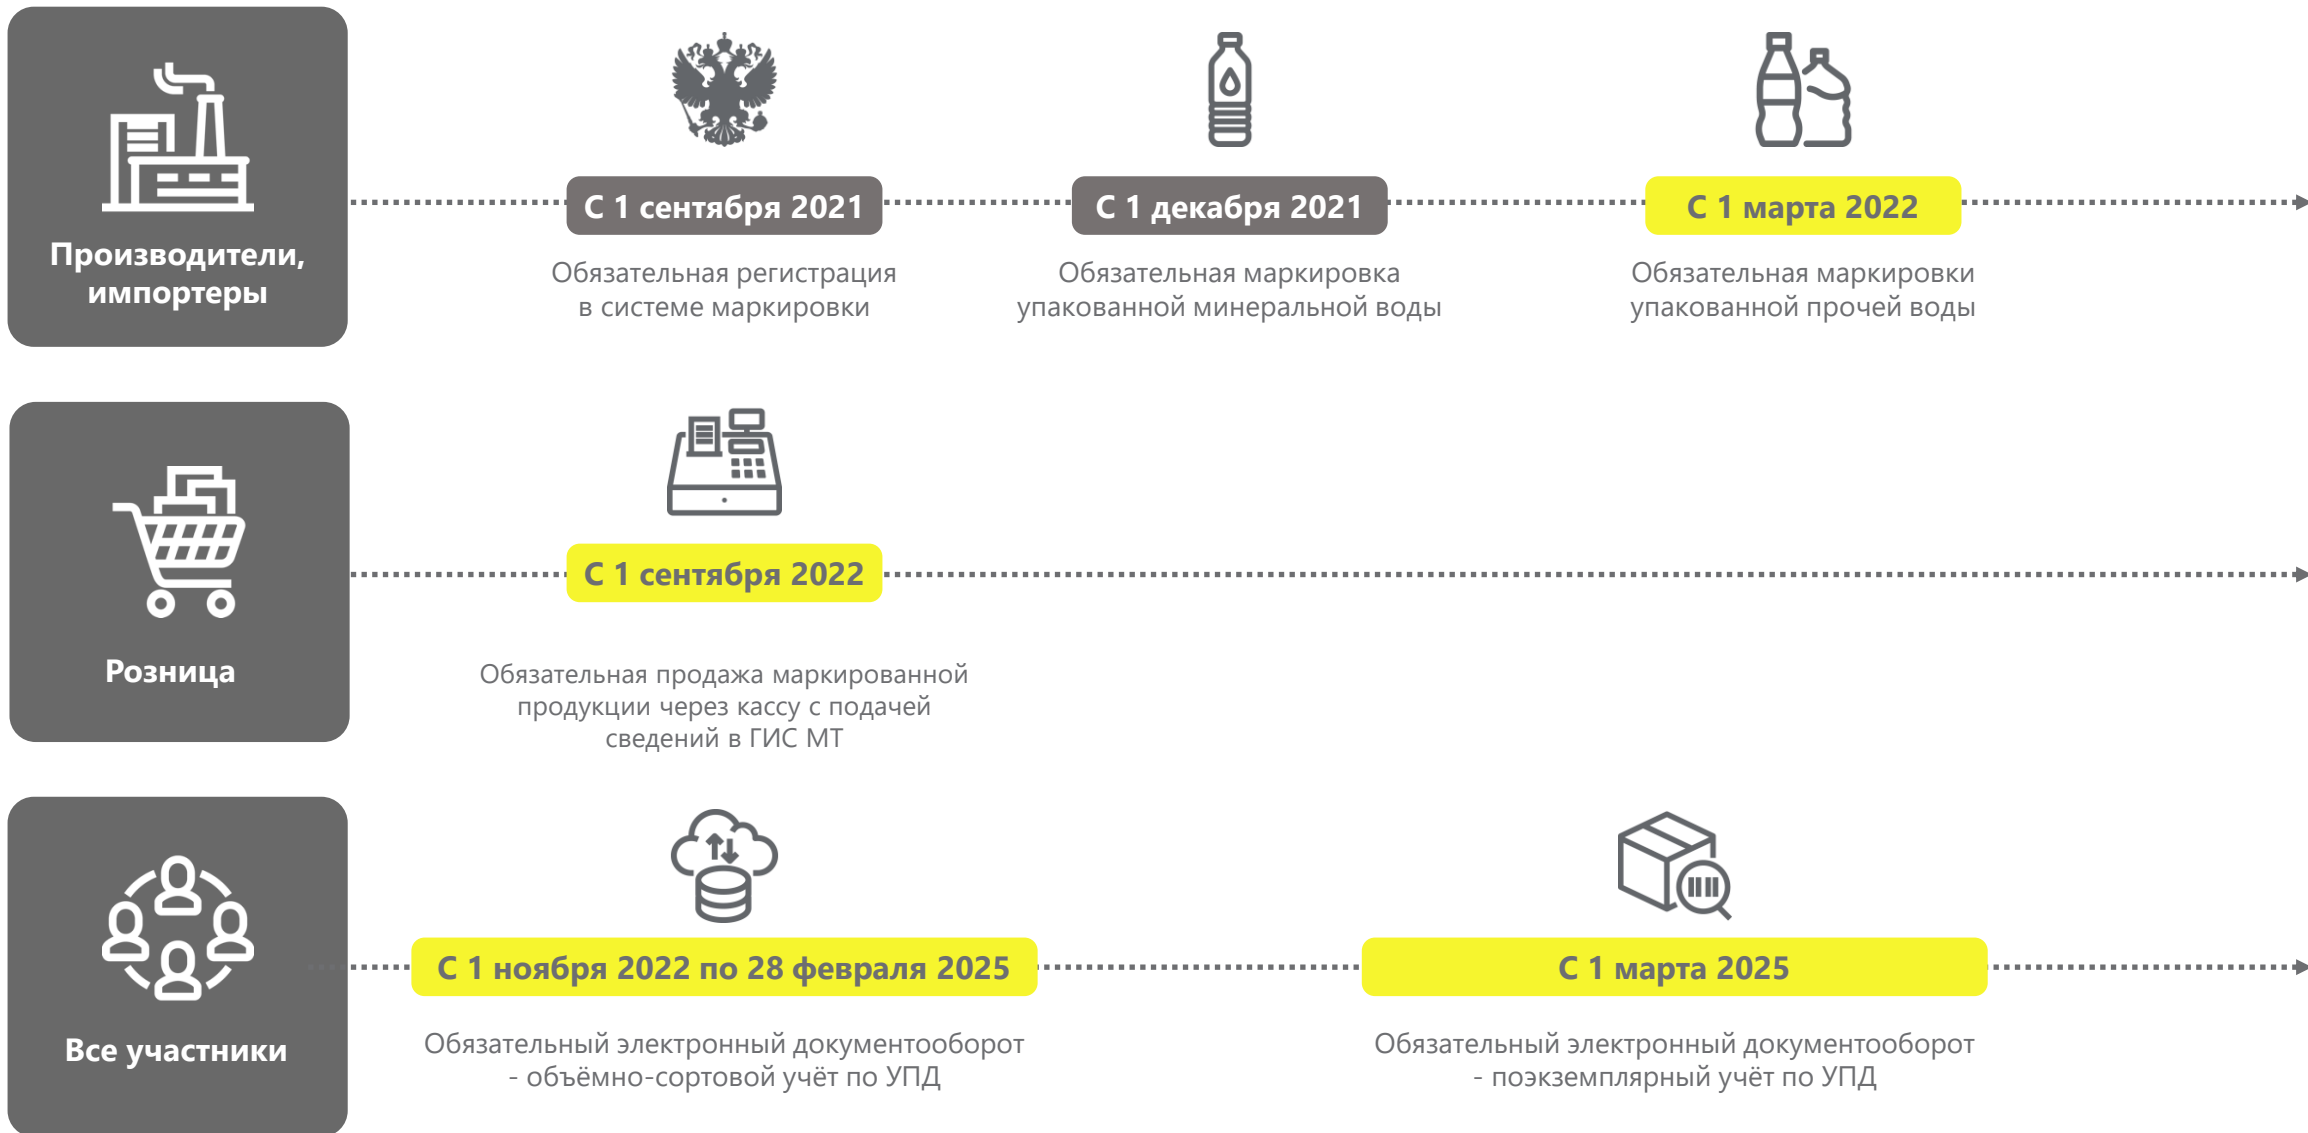 Производители,
импортеры
С 1 сентября 2021
Обязательная регистрация
в системе маркировки
С 1 декабря 2021
Обязательная маркировка
упакованной минеральной воды
С 1 марта 2022
Обязательная маркировки
упакованной прочей воды
Розница
С 1 сентября 2022
Обязательная продажа маркированной
продукции через кассу с подачей
сведений в ГИС МТ
Все участники
С 1 ноября 2022 по 28 февраля 2025
Обязательный электронный документооборот
- объёмно-сортовой учёт по УПД
С 1 марта 2025
Обязательный электронный документооборот
- поэкземплярный учёт по УПД